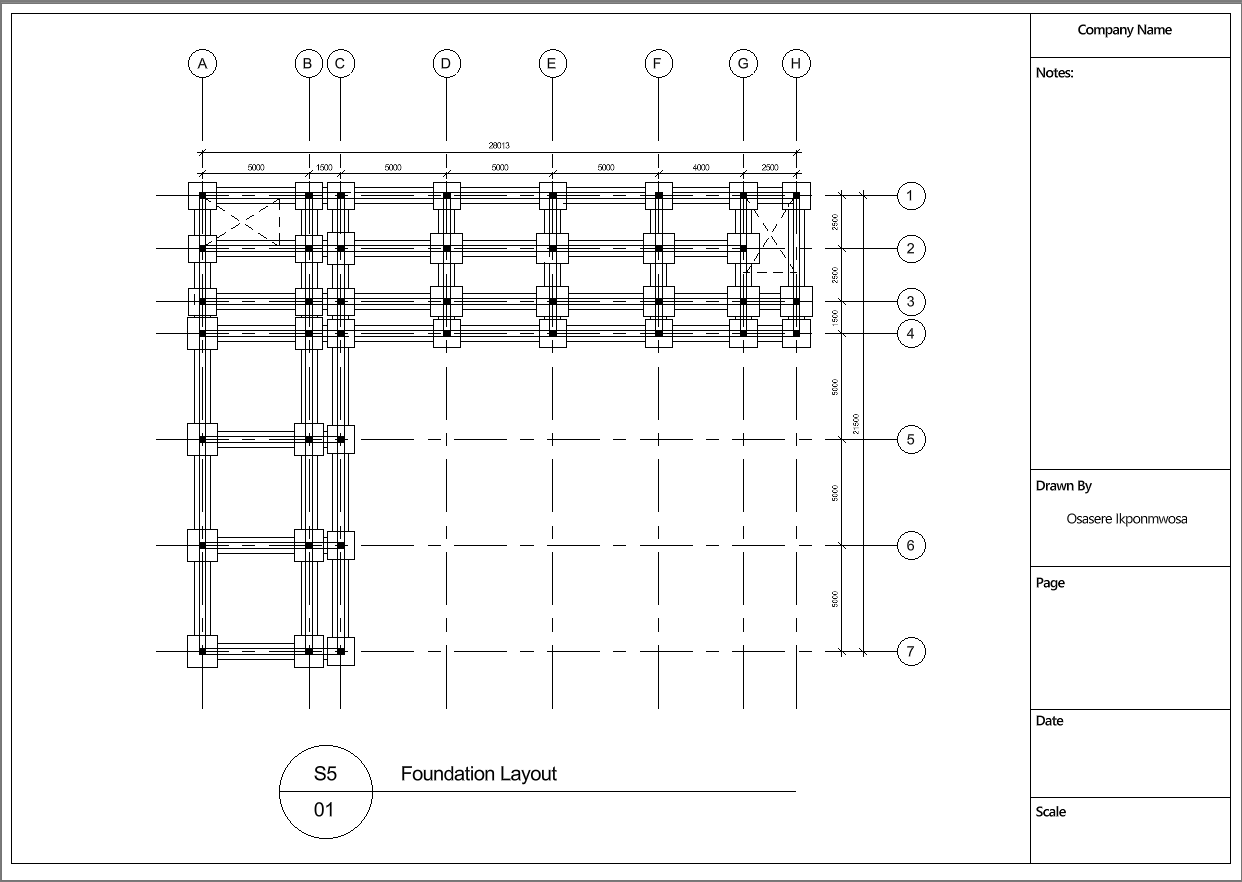 Company Name
Notes:
A B C D E F G H
28013
5000 1500 5000 5000 5000 4000 2500
1
2500
2
2500
3
1500
4
5000
21500
5
5000
6
5000
7
Drawn By
Osasere Ikponmwosa
Page
Date
Scale
S5
Foundation Layout
01